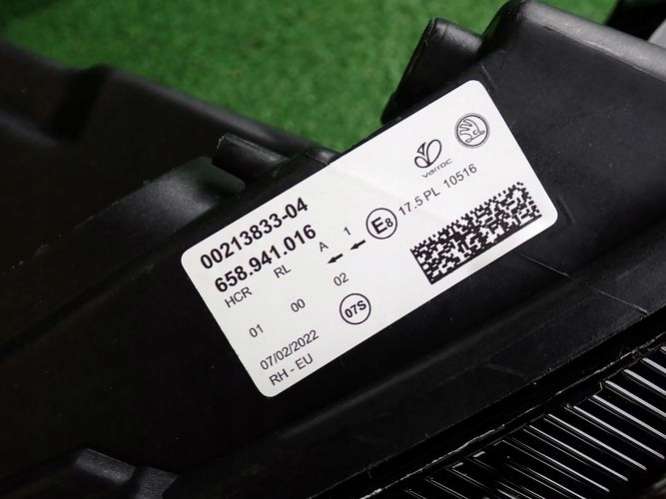 varroc
00213833-04
658.941.016
HCR RL A 1 E8 17.5 PL 10516
01 00 02
07/02/2022 07S
RH - EU